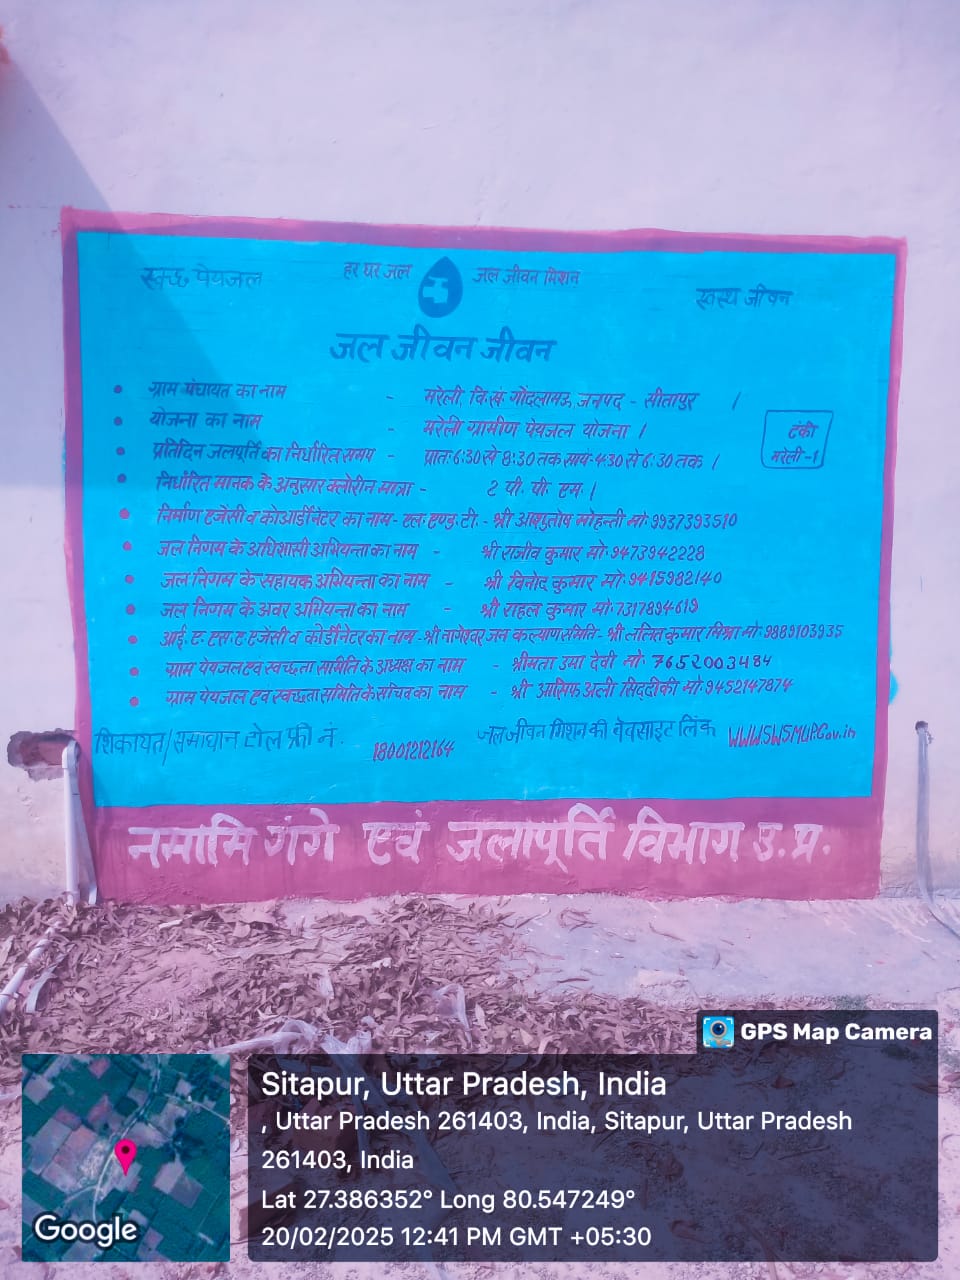 स्वच्छ पेयजल
हर घर जल
जल जीवन मिशन
स्वस्थ जीवन
जल जीवन जीवन
• ग्राम पंचायत का नाम - मरेली, वि.खं. गोंदलामऊ, जनपद - सीतापुर ।
• योजना का नाम - मरेली ग्रामीण पेयजल योजना ।
टंकी
मरेली -1
• प्रतिदिन जलपूर्ति का निर्धारित समय - प्रातः 6:30 से 8:30 तक सायं 4:30 से 6:30 तक ।
• निर्धारित मानक के अनुसार क्लोरीन मात्रा - 2 पी. पी. एम. ।
• निर्माण एजेंसी व कोआर्डीनेटर का नाम - एल. एण्ड. टी. - श्री आशुतोष मोहन्ती मो: 9937393510
• जल निगम के अधिशासी अभियन्ता का नाम - श्री राजीव कुमार मो: 9473942228
• जल निगम के सहायक अभियन्ता का नाम - श्री विनोद कुमार मो: 9415982140
• जल निगम के अवर अभियन्ता का नाम - श्री राहुल कुमार मो: 7317894619
• आई. एस. ए एजेंसी व कोर्डीनेटर का नाम - श्री नागेश्वर जन कल्याण समिति - श्री ललित कुमार मिश्रा मो: 9889103935
• ग्राम पेयजल एवं स्वच्छता समिति के अध्यक्ष का नाम - श्रीमती उमा देवी मो: 7652003484
• ग्राम पेयजल एवं स्वच्छता समिति के सचिव का नाम - श्री आसिफ अली सिद्दीकी मो: 9452147874
शिकायत/समाधान टोल फ्री नं. 18001212164 जल जीवन मिशन की वेबसाइट लिंक WWW.SWSMUP.Gov.in
नमामि गंगे एवं जलापूर्ति विभाग उ.प्र.
GPS Map Camera
Sitapur, Uttar Pradesh, India
, Uttar Pradesh 261403, India, Sitapur, Uttar Pradesh
261403, India
Lat 27.386352° Long 80.547249°
20/02/2025 12:41 PM GMT +05:30
Google